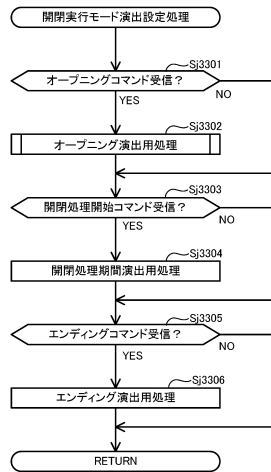 開閉実行モード演出設定処理
Sj3301
オープニングコマンド受信？
YES
NO
Sj3302
オープニング演出用処理
Sj3303
開閉処理開始コマンド受信？
YES
NO
Sj3304
開閉処理期間演出用処理
Sj3305
エンディングコマンド受信？
YES
NO
Sj3306
エンディング演出用処理
RETURN